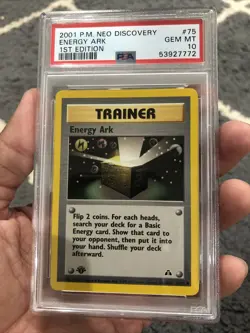 2001 P.M. NEO DISCOVERY #75
ENERGY ARK GEM MT
1ST EDITION 10
PSA 53927772
TRAINER
Energy Ark
Flip 2 coins. For each heads,
search your deck for a Basic
Energy card. Show that card to
your opponent, then put it into
your hand. Shuffle your deck
afterward.